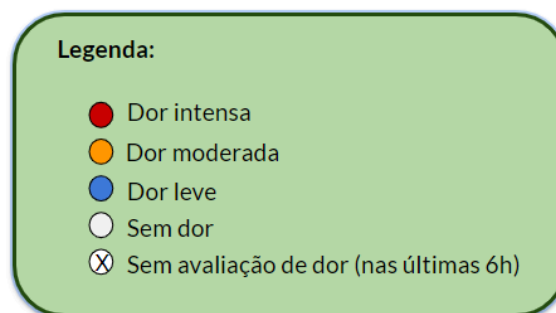 Legenda:
Dor intensa
Dor moderada
Dor leve
Sem dor
X Sem avaliação de dor (nas últimas 6h)